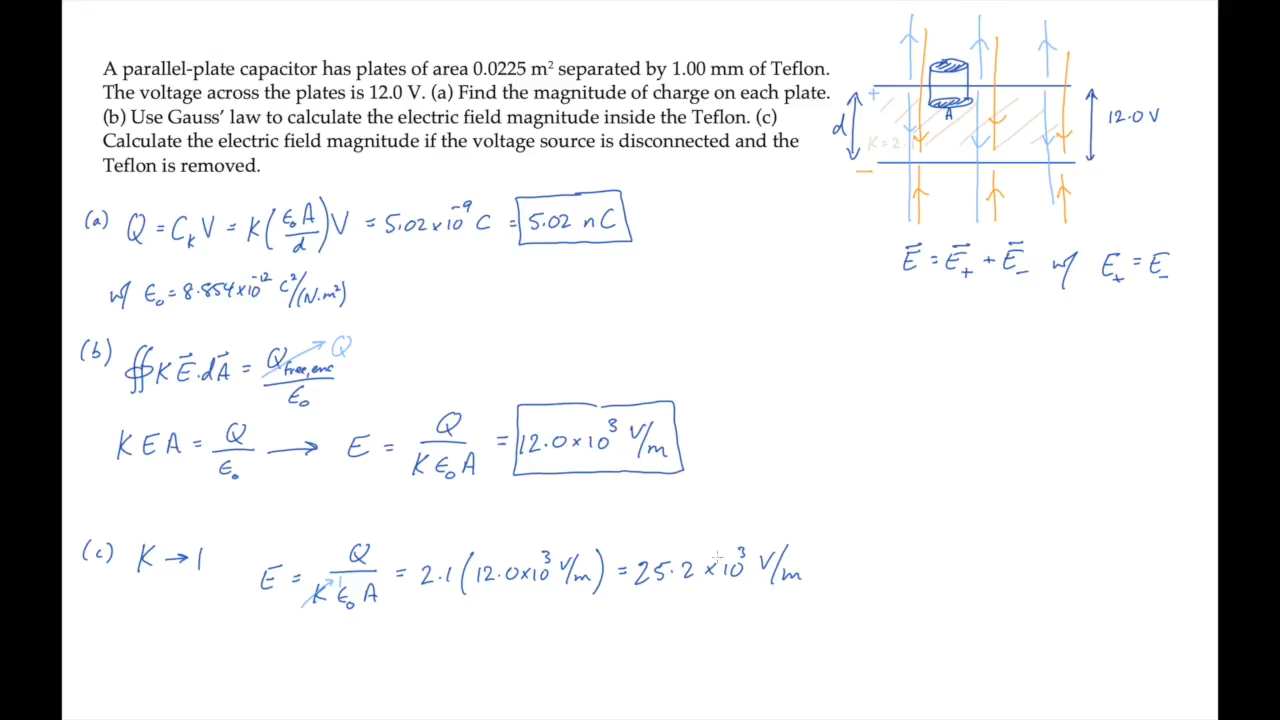 A parallel-plate capacitor has plates of area 0.0225 m² separated by 1.00 mm of Teflon.
The voltage across the plates is 12.0 V. (a) Find the magnitude of charge on each plate.
(b) Use Gauss’ law to calculate the electric field magnitude inside the Teflon. (c)
Calculate the electric field magnitude if the voltage source is disconnected and the
Teflon is removed.
+
A
d
K = 2.1
12.0 V
−
E⃗ = E⃗₊ + E⃗₋ w/ E₊ = E₋
(a) Q = C_K V = K(ϵ₀A/d)V = 5.02×10⁻⁹ C = 5.02 nC
w/ ϵ₀ = 8.854×10⁻¹² C²/(N·m²)
(b) ∯ K E⃗·dA⃗ = Q_free,enc/ϵ₀ → Q
K E A = Q/ϵ₀ ⟶ E = Q/(K ϵ₀ A) = 12.0×10³ V/m
(c) K → 1
E = Q/(K ϵ₀ A) = 2.1(12.0×10³ V/m) = 25.2×10³ V/m
1